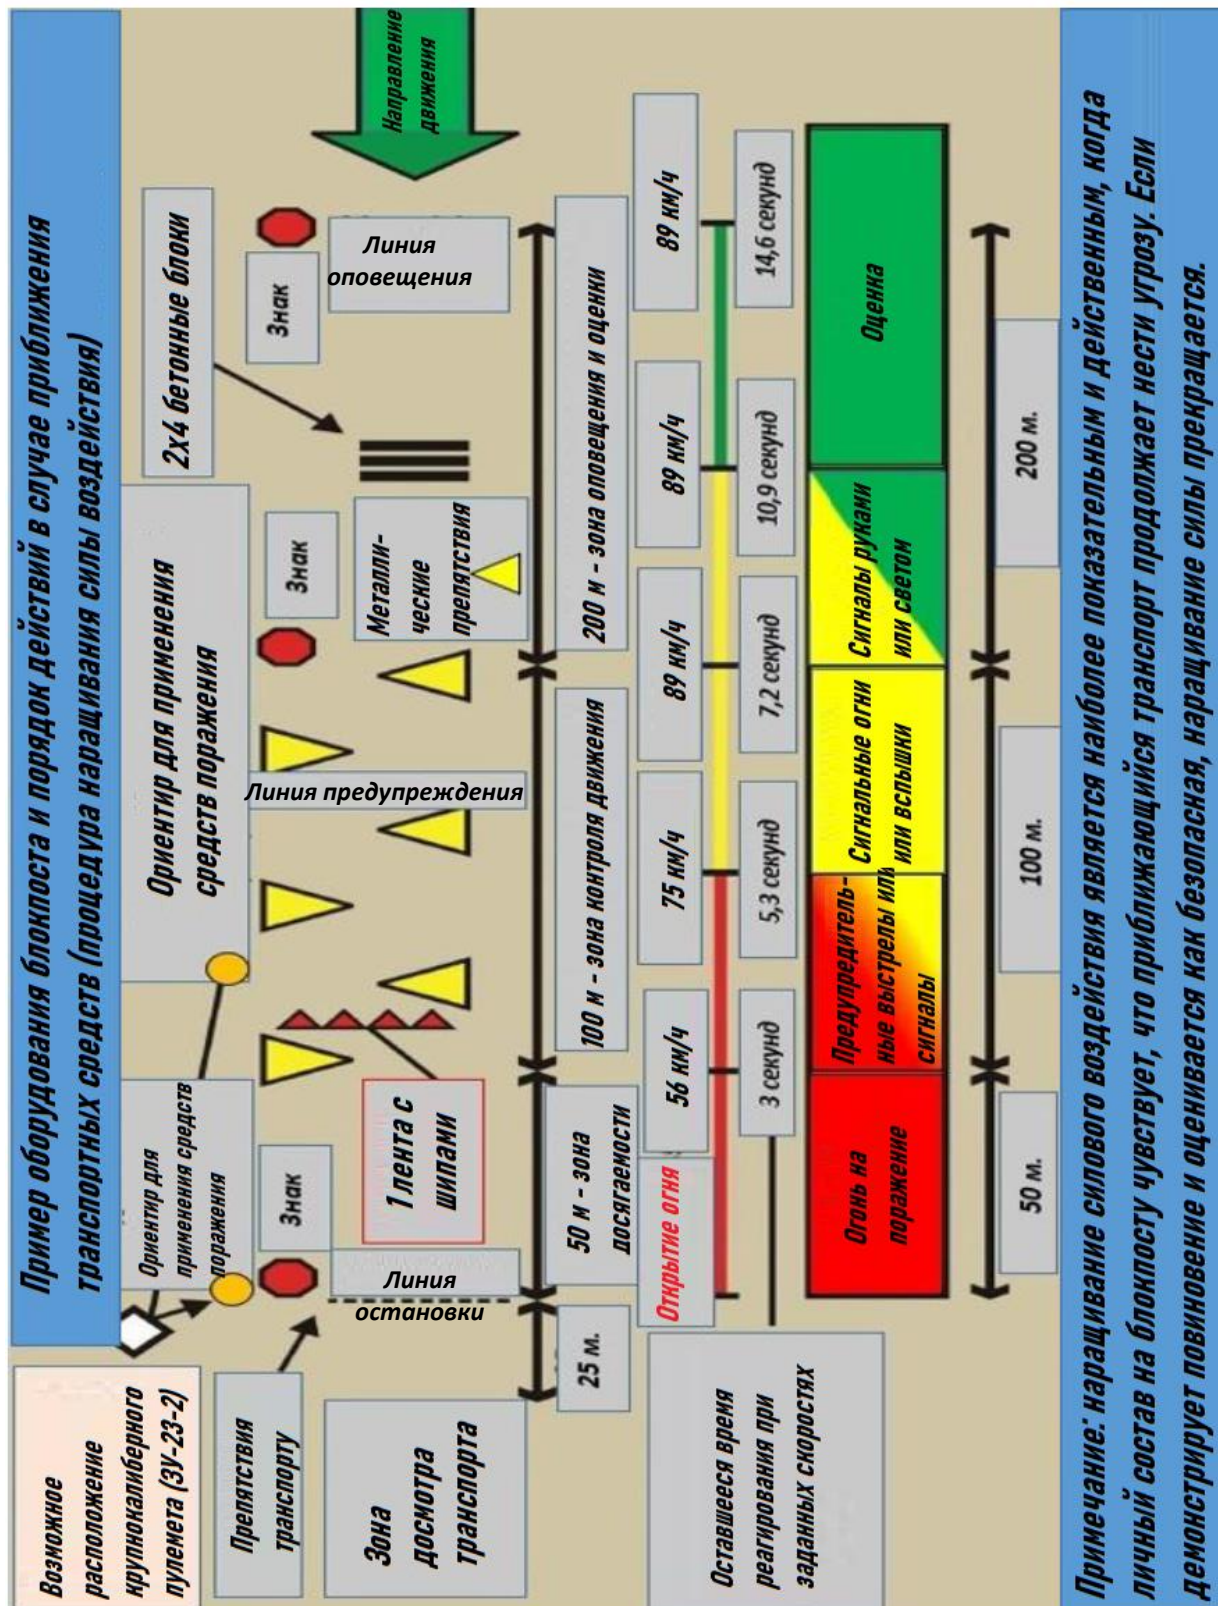 Пример оборудования блокпоста и порядок действий в случае приближения
транспортных средств (процедура наращивания силы воздействия)
Возможное
расположение
крупнокалиберного
пулемета (ЗУ-23-2)
Ориентир для
применения средств
поражения
Ориентир для применения
средств поражения
2х4 бетонные блоки
Препятствия
транспорту
Знак
Знак
Знак
Линия предупреждения
Зона
досмотра
транспорта
Линия
остановки
1 лента с
шипами
Металли-
ческие
препятствия
Линия
оповещения
Направление
движения
25 м.
50 м - зона
досягаемости
100 м - зона контроля движения
200 м - зона оповещения и оценки
Открытие огня
56 км/ч
75 км/ч
89 км/ч
89 км/ч
89 км/ч
Оставшееся время
реагирования при
заданных скоростях
3 секунд
5,3 секунд
7,2 секунд
10,9 секунд
14,6 секунд
Огонь на
поражение
Предупредитель-
ные выстрелы или
сигналы
Сигнальные огни
или вспышки
Сигналы руками
или светом
Оценка
50 м.
100 м.
200 м.
Примечание: наращивание силового воздействия является наиболее показательным и действенным, когда
личный состав на блокпосту чувствует, что приближающийся транспорт продолжает нести угрозу. Если
демонстрирует повиновение и оценивается как безопасная, наращивание силы прекращается.